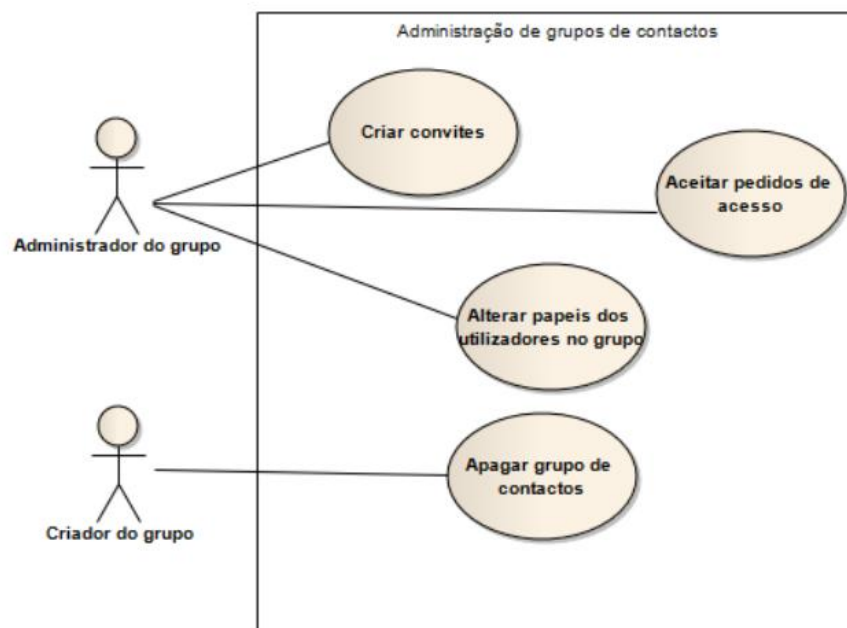 Administração de grupos de contactos
Criar convites
Aceitar pedidos de
acesso
Administrador do grupo
Alterar papeis dos
utilizadores no grupo
Apagar grupo de
contactos
Criador do grupo